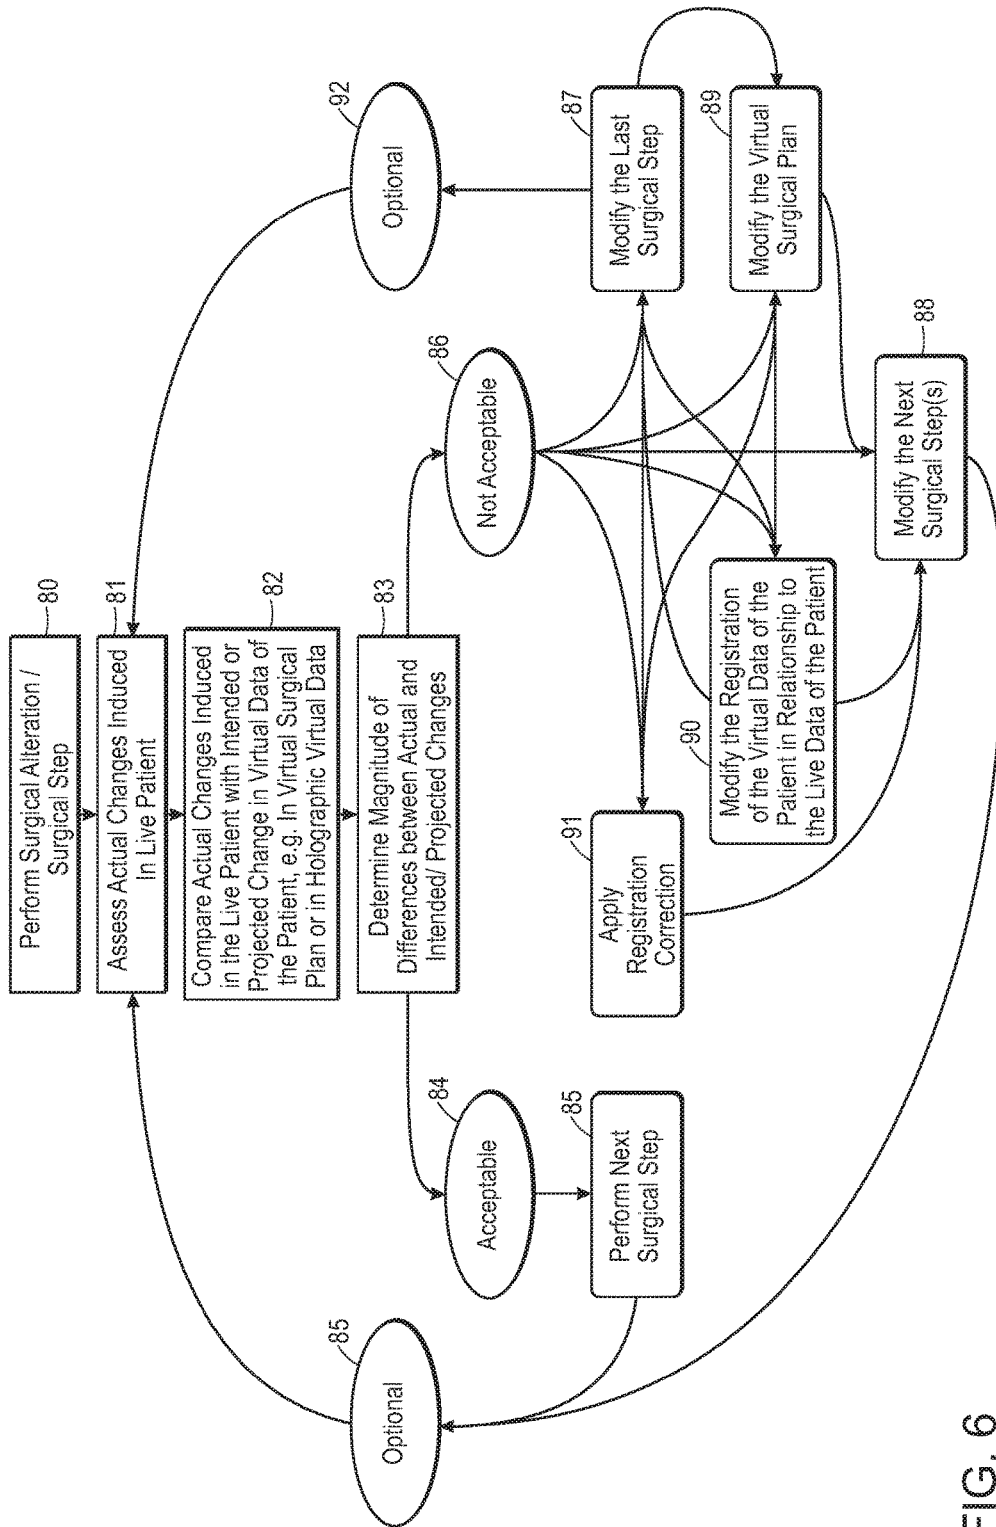 80
Perform Surgical Alteration /
Surgical Step
81
Assess Actual Changes Induced
In Live Patient
82
Compare Actual Changes Induced
in the Live Patient with Intended or
Projected Change in Virtual Data of
the Patient, e.g. In Virtual Surgical
Plan or in Holographic Virtual Data
83
Determine Magnitude of
Differences between Actual and
Intended/ Projected Changes
85
Optional
84
Acceptable
85
Perform Next
Surgical Step
86
Not Acceptable
92
Optional
87
Modify the Last
Surgical Step
89
Modify the Virtual
Surgical Plan
91
Apply
Registration
Correction
90
Modify the Registration
of the Virtual Data of the
Patient in Relationship to
the Live Data of the Patient
88
Modify the Next
Surgical Step(s)
FIG. 6